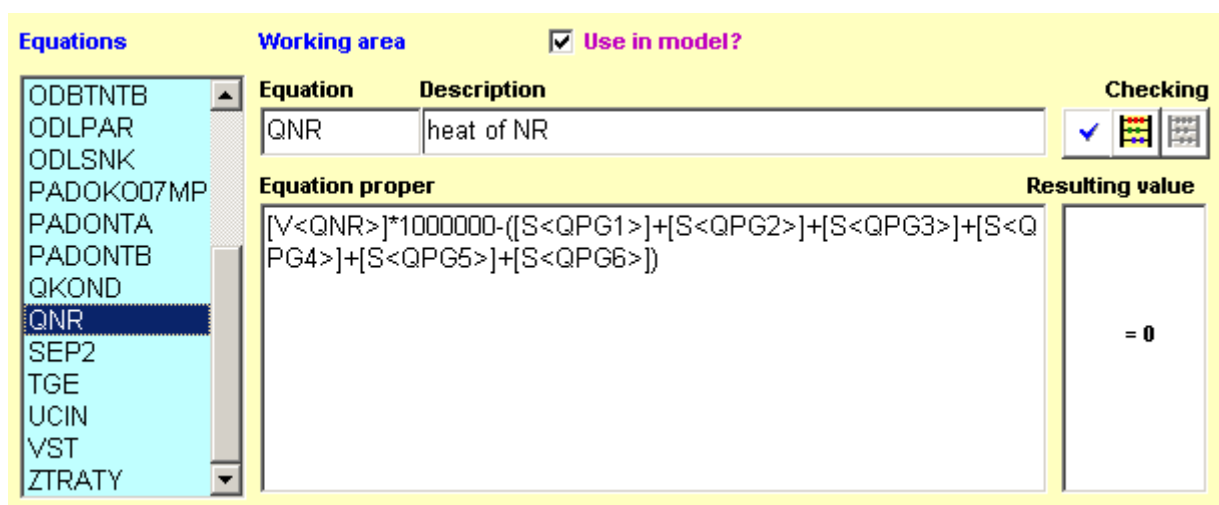 Equations Working area Use in model?
ODBTNTB
ODLPAR
ODLSNK
PADOKO07MP
PADONTA
PADONTB
QKOND
QNR
SEP2
TGE
UCIN
VST
ZTRATY
Equation Description Checking
QNR heat of NR
Equation proper Resulting value
[V<QNR>]*1000000-([S<QPG1>]+[S<QPG2>]+[S<QPG3>]+[S<Q
PG4>]+[S<QPG5>]+[S<QPG6>])
= 0